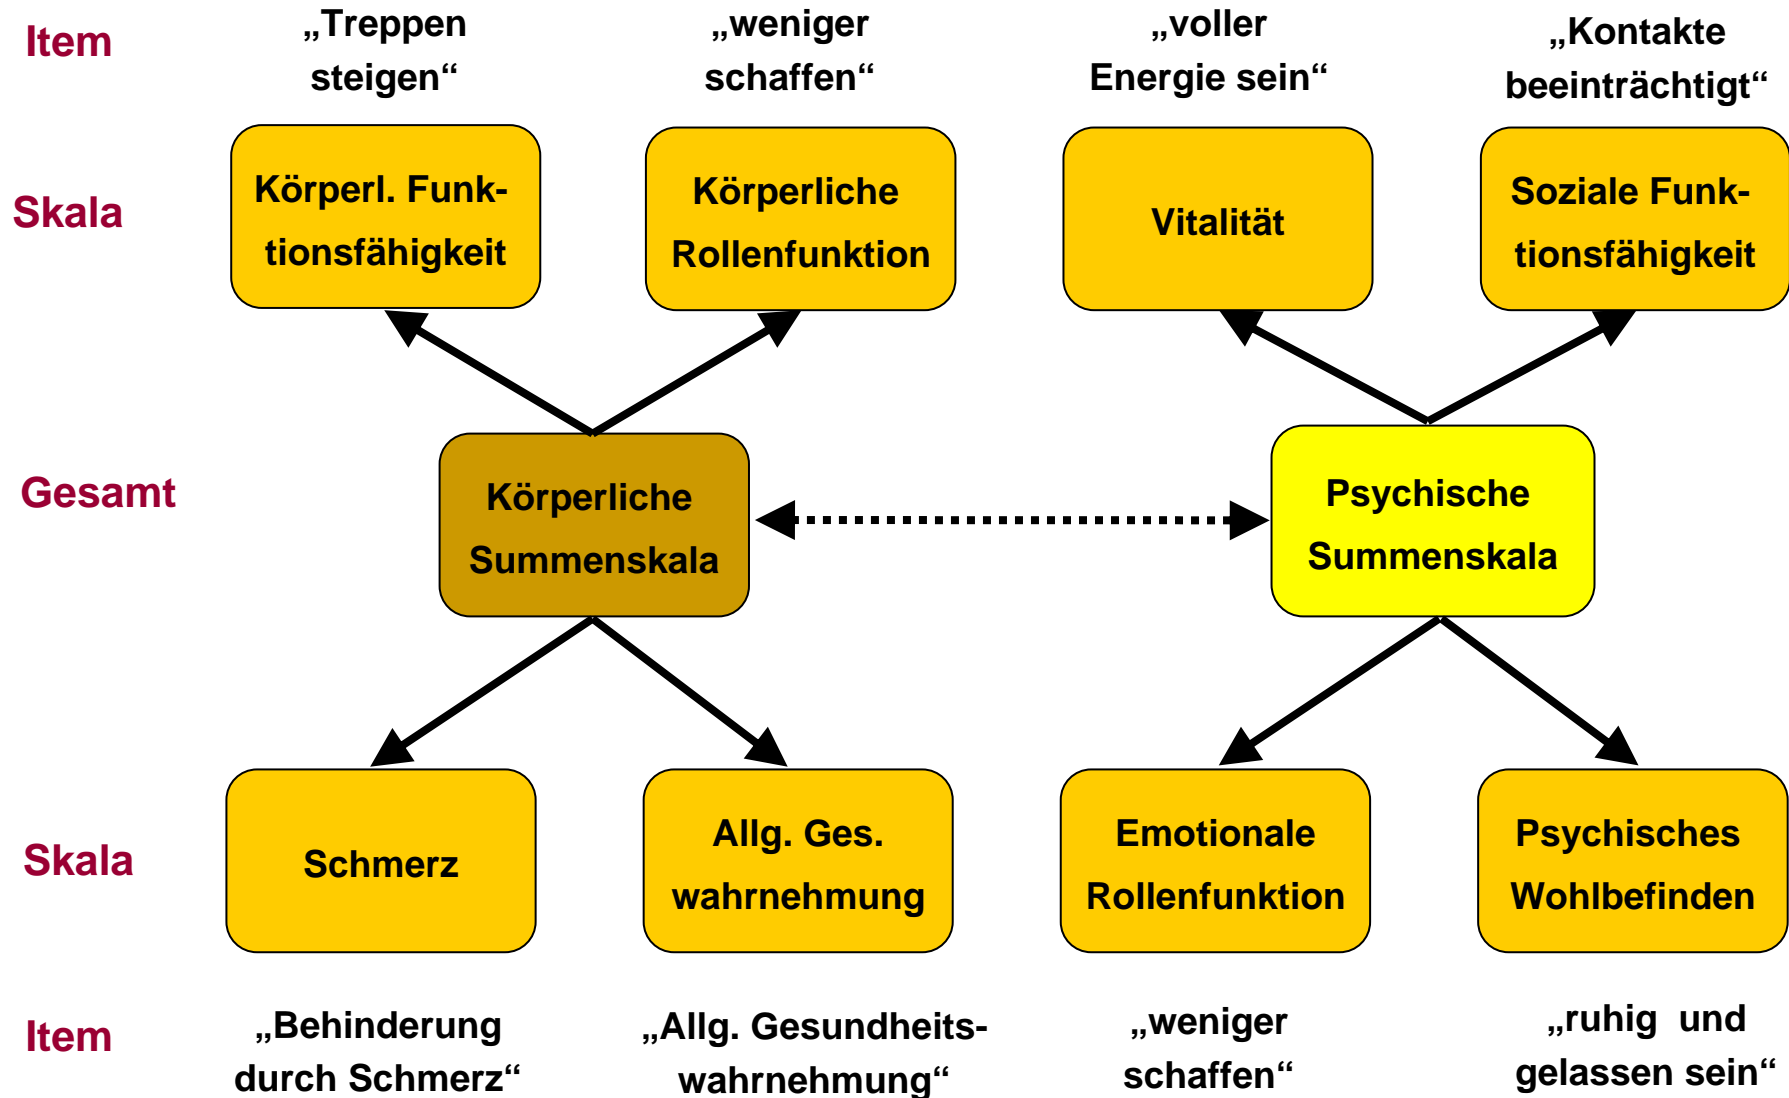 Item
„Treppen
steigen“
„weniger
schaffen“
„voller
Energie sein“
„Kontakte
beeinträchtigt“
Skala
Körperl. Funk-
tionsfähigkeit
Körperliche
Rollenfunktion
Vitalität
Soziale Funk-
tionsfähigkeit
Gesamt
Körperliche
Summenskala
Psychische
Summenskala
Skala
Schmerz
Allg. Ges.
wahrnehmung
Emotionale
Rollenfunktion
Psychisches
Wohlbefinden
Item
„Behinderung
durch Schmerz“
„Allg. Gesundheits-
wahrnehmung“
„weniger
schaffen“
„ruhig und
gelassen sein“